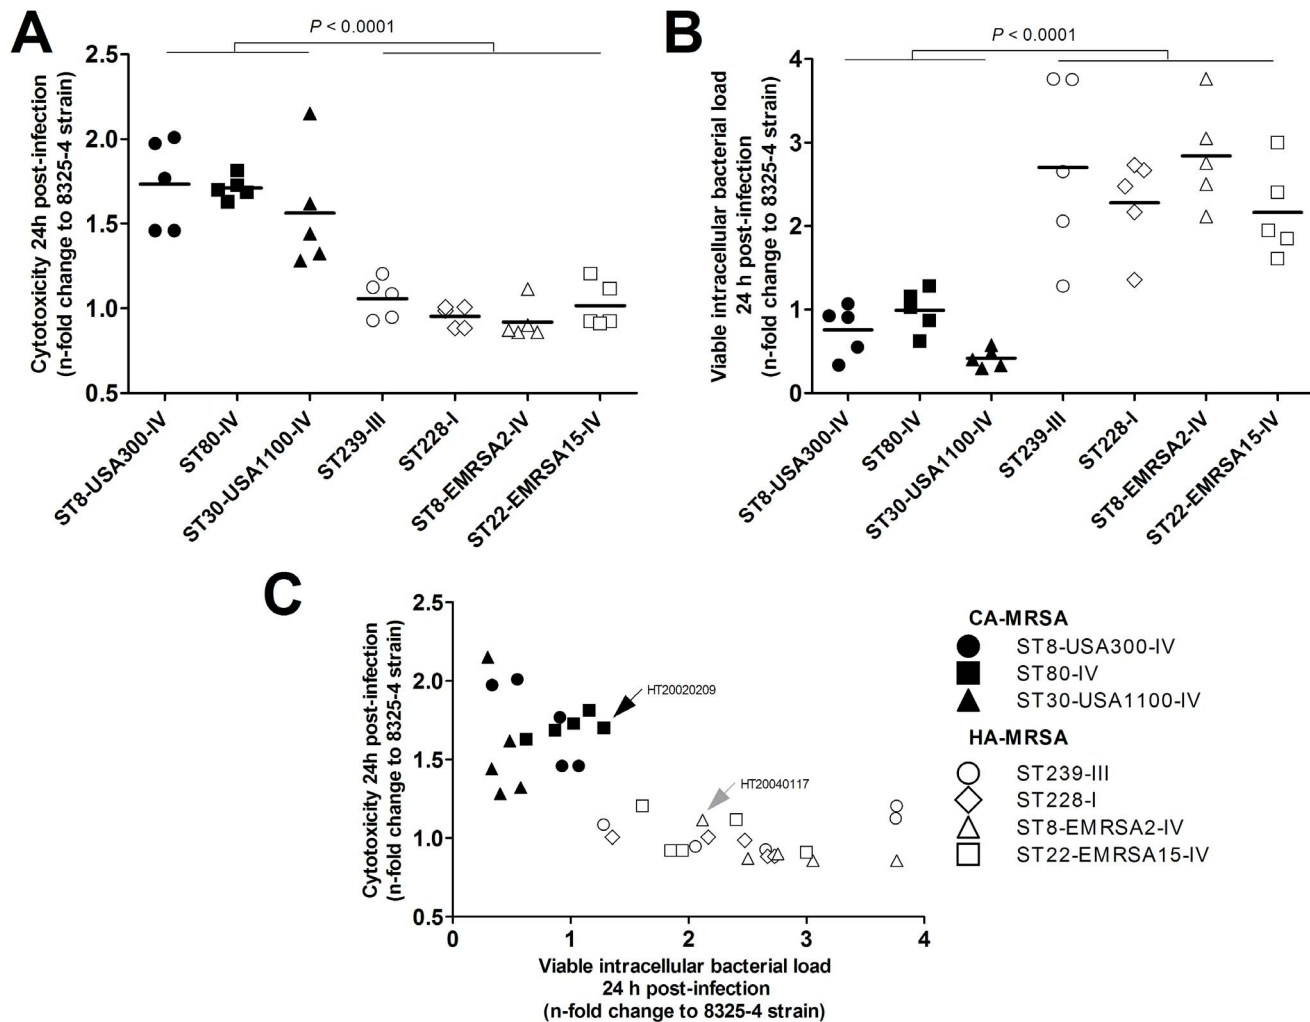 A
P < 0.0001
Cytotoxicity 24h post-infection
(n-fold change to 8325-4 strain)
2.5
2.0
1.5
1.0
0.5
ST8-USA300-IV
ST80-IV
ST30-USA1100-IV
ST239-III
ST228-I
ST8-EMRSA2-IV
ST22-EMRSA15-IV
B
P < 0.0001
Viable intracellular bacterial load
24 h post-infection
(n-fold change to 8325-4 strain)
4
3
2
1
0
ST8-USA300-IV
ST80-IV
ST30-USA1100-IV
ST239-III
ST228-I
ST8-EMRSA2-IV
ST22-EMRSA15-IV
C
Cytotoxicity 24h post-infection
(n-fold change to 8325-4 strain)
2.5
2.0
1.5
1.0
0.5
HT20020209
HT20040117
0 1 2 3 4
Viable intracellular bacterial load
24 h post-infection
(n-fold change to 8325-4 strain)
CA-MRSA
ST8-USA300-IV
ST80-IV
ST30-USA1100-IV
HA-MRSA
ST239-III
ST228-I
ST8-EMRSA2-IV
ST22-EMRSA15-IV